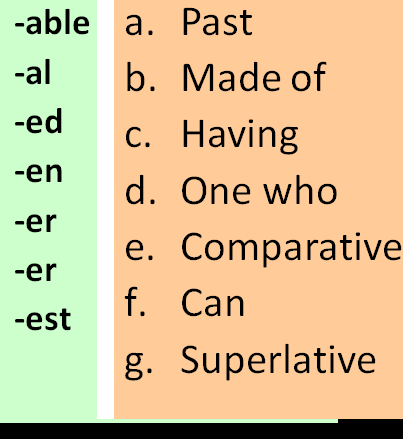 -able
-al
-ed
-en
-er
-er
-est
a. Past
b. Made of
c. Having
d. One who
e. Comparative
f. Can
g. Superlative